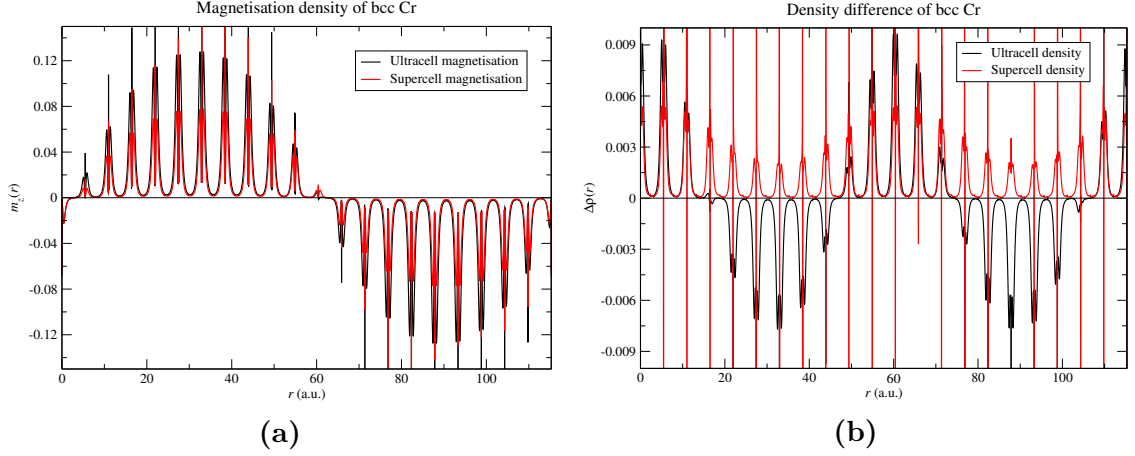 Magnetisation density of bcc Cr
0.12
0.08
0.04
0
-0.04
-0.08
-0.12
m_z(r)
Ultracell magnetisation
Supercell magnetisation
0
20
40
60
80
100
r (a.u.)
(a)
Density difference of bcc Cr
0.009
0.006
0.003
0
-0.003
-0.006
-0.009
Δρ(r)
Ultracell density
Supercell density
0
20
40
60
80
100
r (a.u.)
(b)